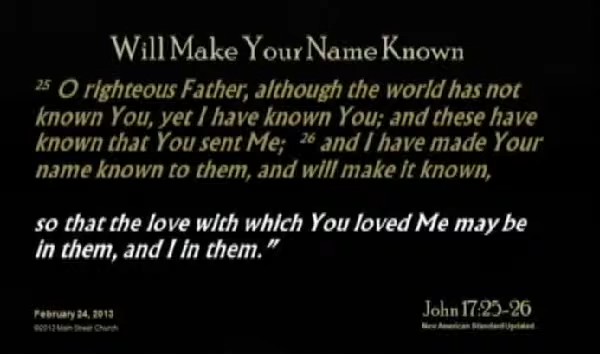 Will Make Your Name Known
25 O righteous Father, although the world has not
known You, yet I have known You; and these have
known that You sent Me; 26 and I have made Your
name known to them, and will make it known,
so that the love with which You loved Me may be
in them, and I in them."
February 24, 2013
John 17:25-26
©2012 Main Street Church
New American Standard Updated